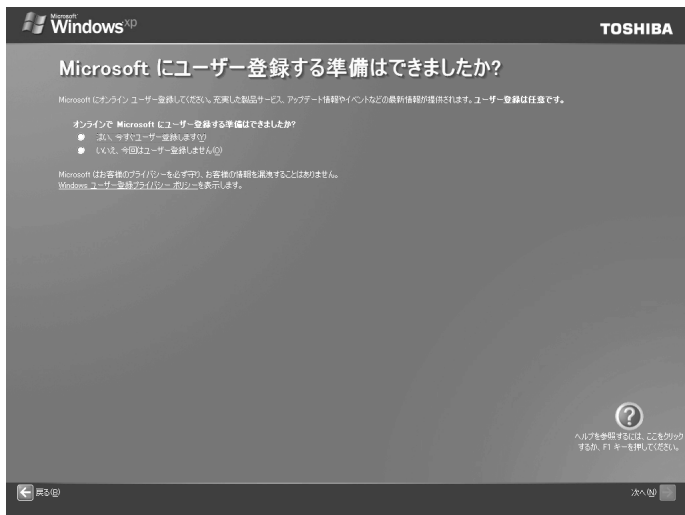 Microsoft
Windows xp
TOSHIBA
Microsoft にユーザー登録する準備はできましたか?
Microsoft にオンライン ユーザー登録してください。充実した製品サービス、アップデート情報やイベントなどの最新情報が提供されます。ユーザー登録は任意です。
オンラインで Microsoft にユーザー登録する準備はできましたか?
はい、今すぐユーザー登録します(Y)
いいえ、今回はユーザー登録しません(O)
Microsoft はお客様のプライバシーを必ず守り、お客様の情報を漏洩することはありません。
Windows ユーザー登録プライバシー ポリシーを表示します。
ヘルプを参照するには、ここをクリック
するか、F1 キーを押してください。
戻る(B)
次へ(N)